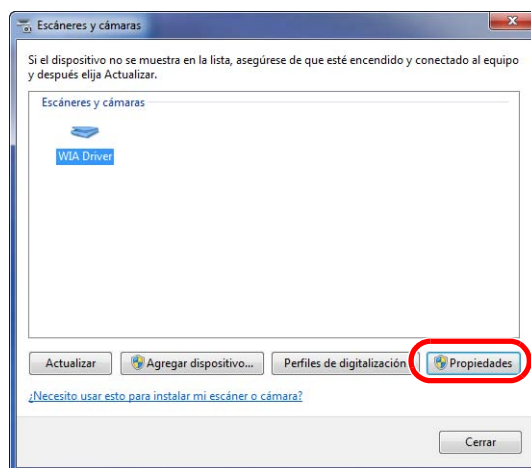 Escáneres y cámaras
Si el dispositivo no se muestra en la lista, asegúrese de que esté encendido y conectado al equipo
y después elija Actualizar.
Escáneres y cámaras
WIA Driver
Actualizar Agregar dispositivo... Perfiles de digitalización Propiedades
¿Necesito usar esto para instalar mi escáner o cámara?
Cerrar